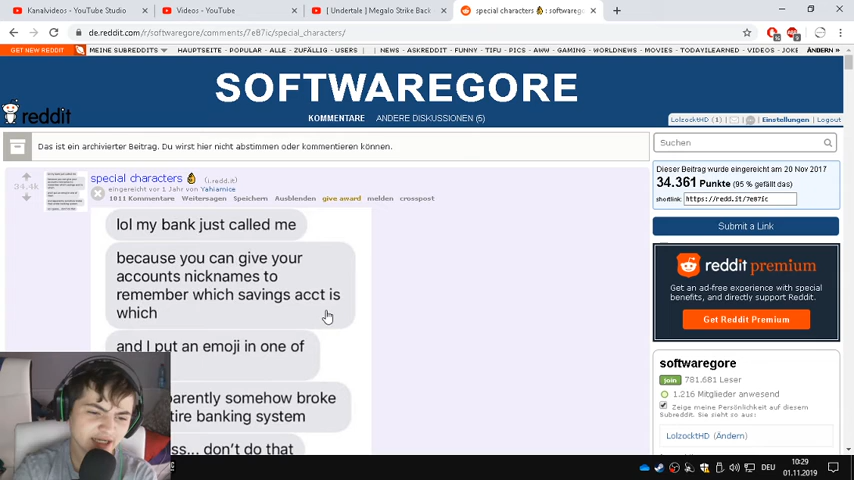 Kanalvideos - YouTube Studio
Videos - YouTube
[ Undertale ] Megalo Strike Back
special characters : softwarego
de.reddit.com/r/softwaregore/comments/7e87ic/special_characters/
GET NEW REDDIT
MEINE SUBREDDITS
HAUPTSEITE - POPULAR - ALLE - ZUFÄLLIG - USERS
NEWS - ASKREDDIT - FUNNY - TIFU - PICS - AWW - GAMING - WORLDNEWS - MOVIES - TODAYILEARNED - VIDEOS - JOKE
ÄNDERN »
reddit
SOFTWAREGORE
KOMMENTARE
ANDERE DISKUSSIONEN (5)
LolzocktHD (1)
Einstellungen
Logout
Das ist ein archivierter Beitrag. Du wirst hier nicht abstimmen oder kommentieren können.
34.4k
special characters (i.redd.it)
eingereicht vor 1 Jahr von Yahiamice
1011 Kommentare Weitersagen Speichern Ausblenden give award melden crosspost
lol my bank just called me
because you can give your
accounts nicknames to
remember which savings acct is
which
and I put an emoji in one of
parently somehow broke
tire banking system
ss... don't do that
Suchen
Dieser Beitrag wurde eingereicht am 20 Nov 2017
34.361 Punkte (95 % gefällt das)
shortlink: https://redd.it/7e87ic
Submit a Link
reddit premium
Get an ad-free experience with special
benefits, and directly support Reddit.
Get Reddit Premium
softwaregore
join 781.681 Leser
1.216 Mitglieder anwesend
Zeige meine Persönlichkeit auf diesem
Subreddit. Sie sieht so aus:
LolzocktHD (Ändern)
DEU
10:29
01.11.2019